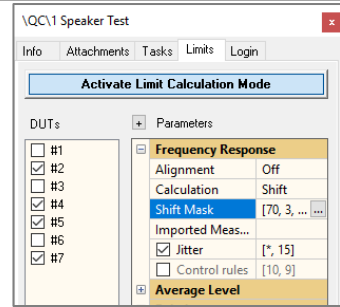 \QC\1 Speaker Test
x
Info Attachments Tasks Limits Login
Activate Limit Calculation Mode
DUTs + Parameters
#1
#2
#3
#4
#5
#6
#7
- Frequency Response
Alignment Off
Calculation Shift
Shift Mask [70, 3, ... ...
Imported Meas...
Jitter [*, 15]
Control rules [10, 9]
+ Average Level